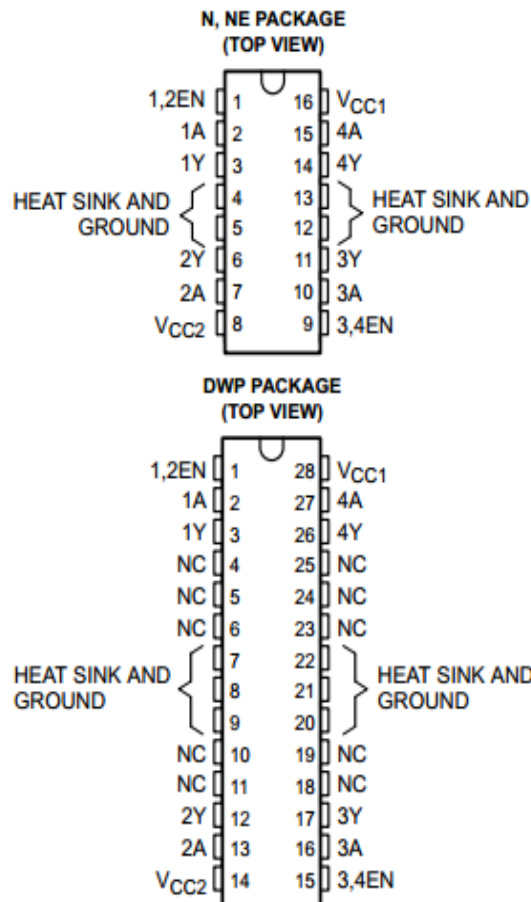 N, NE PACKAGE
(TOP VIEW)
1,2EN 1 16 VCC1
1A 2 15 4A
1Y 3 14 4Y
HEAT SINK AND GROUND 4 13 HEAT SINK AND GROUND
5 12
2Y 6 11 3Y
2A 7 10 3A
VCC2 8 9 3,4EN
DWP PACKAGE
(TOP VIEW)
1,2EN 1 28 VCC1
1A 2 27 4A
1Y 3 26 4Y
NC 4 25 NC
NC 5 24 NC
NC 6 23 NC
HEAT SINK AND GROUND 7 22 HEAT SINK AND GROUND
8 21
9 20
NC 10 19 NC
NC 11 18 NC
2Y 12 17 3Y
2A 13 16 3A
VCC2 14 15 3,4EN